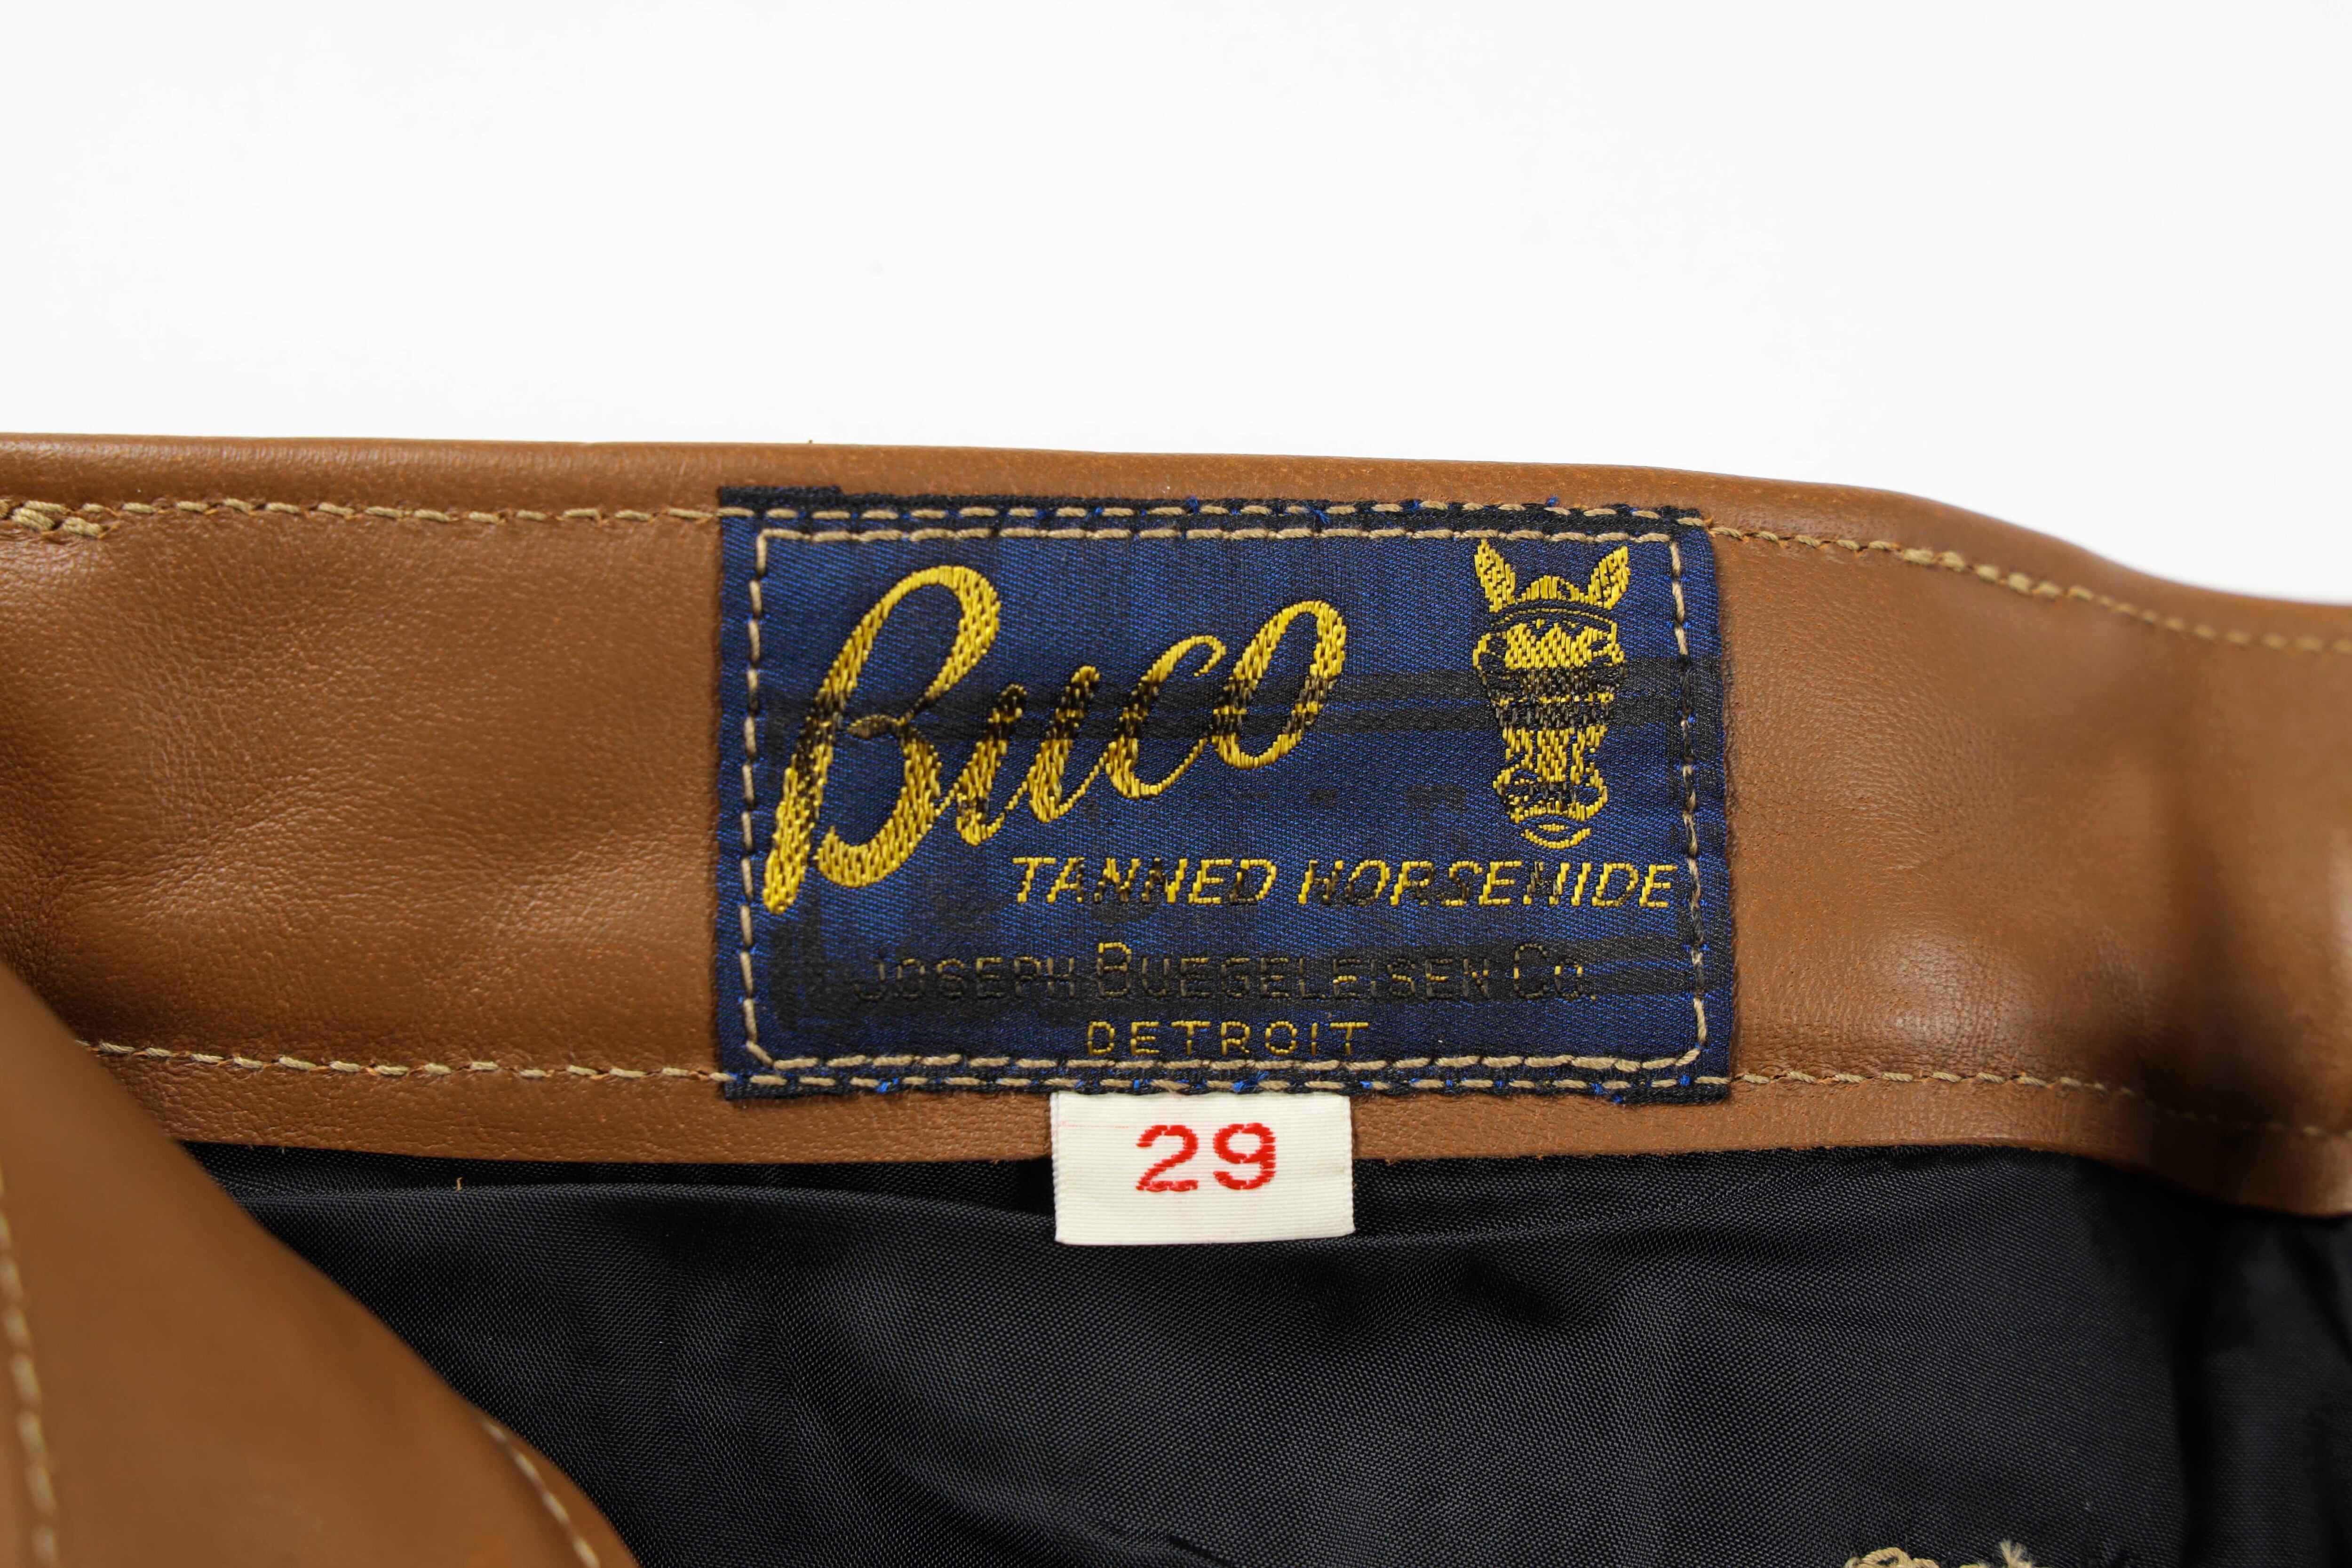 Buco
TANNED HORSEHIDE
JOSEPH BUEGELEISEN CO.
DETROIT
29